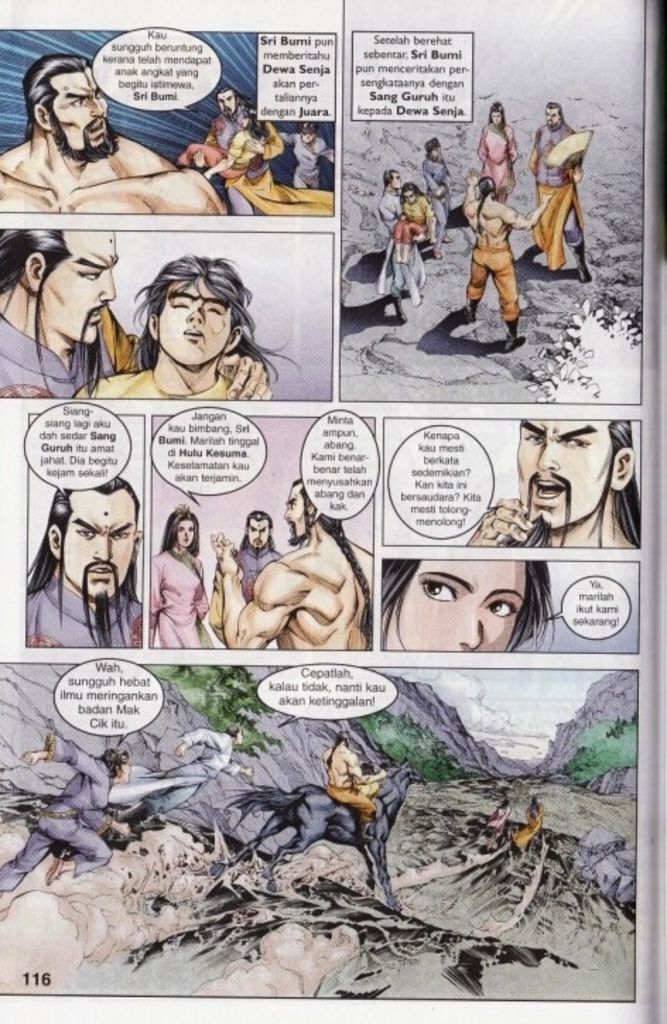 Kau
sungguh beruntung
kerana telah mendapat
anak angkat yang
begitu istimewa,
Sri Bumi.
Sri Bumi pun
memberitahu
Dewa Senja
akan per-
taliannya
dengan Juara.
Setelah berehat
sebentar, Sri Bumi
pun menceritakan per-
sengkataanya dengan
Sang Guruh itu
kepada Dewa Senja.
Siang-
siang lagi aku
dah sedar Sang
Guruh itu amat
jahat. Dia begitu
kejam sekali!
Jangan
kau bimbang, Sri
Bumi. Marilah tinggal
di Hulu Kesuma.
Keselamatan kau
akan terjamin.
Minta
ampun,
abang.
Kami benar-
benar telah
menyusahkan
abang dan
kak.
Kenapa
kau mesti
berkata
sedemikian?
Kan kita ini
bersaudara? Kita
mesti tolong-
menolong!
Ya,
marilah
ikut kami
sekarang!
Wah,
sungguh hebat
ilmu meringankan
badan Mak
Cik itu.
Cepatlah,
kalau tidak, nanti kau
akan ketinggalan!
116